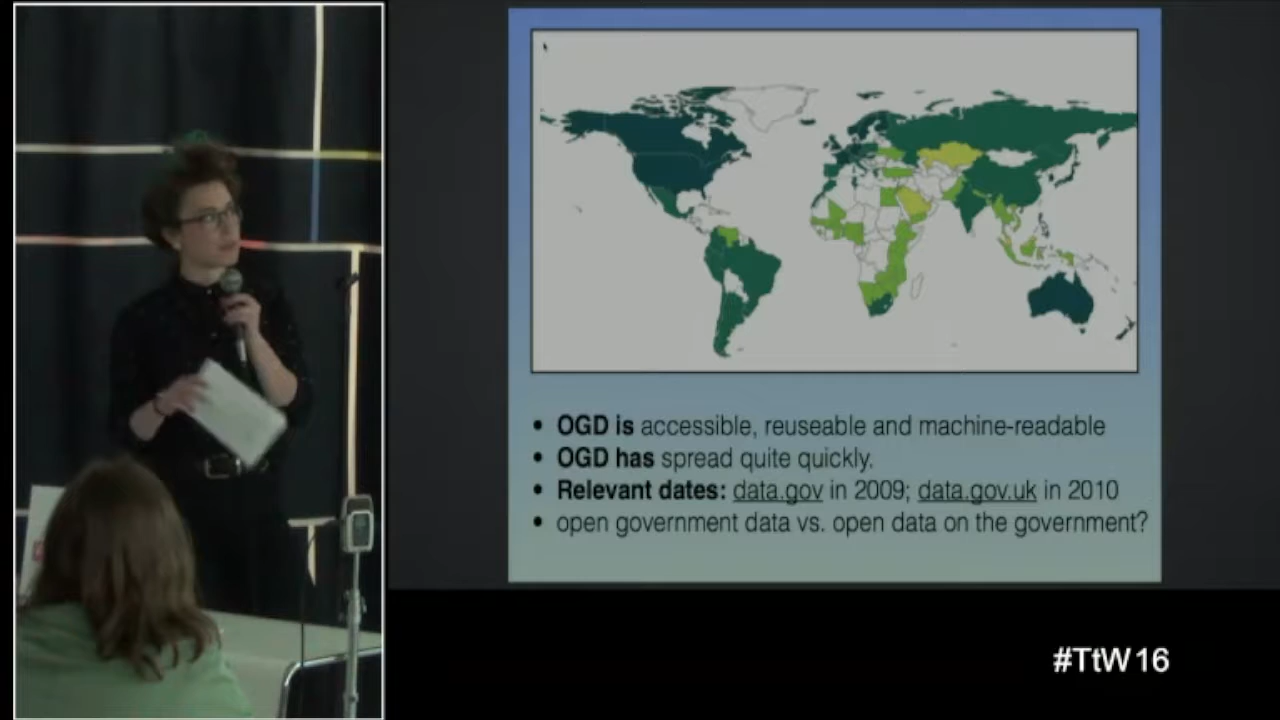 • OGD is accessible, reuseable and machine-readable
• OGD has spread quite quickly.
• Relevant dates: data.gov in 2009; data.gov.uk in 2010
• open government data vs. open data on the government?
#TtW16